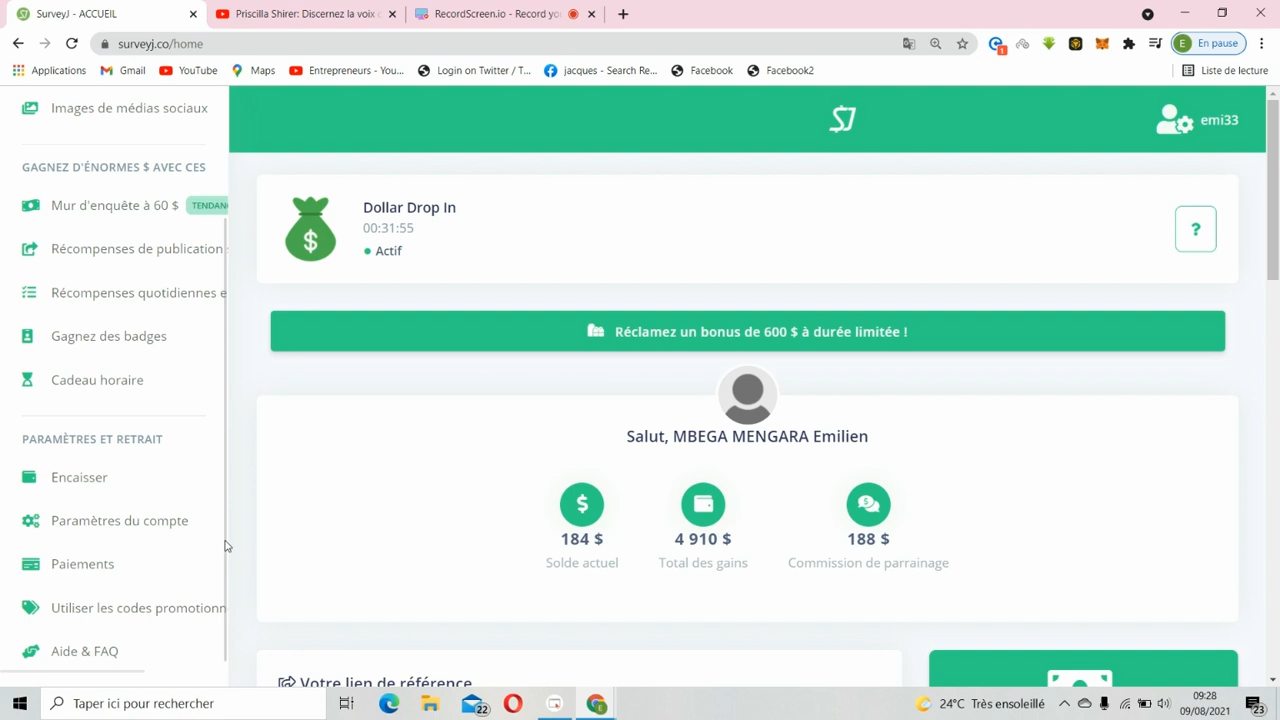 SurveyJ - ACCUEIL
Priscilla Shirer: Discernez la voix
RecordScreen.io - Record yo
surveyj.co/home
1
E En pause
Applications
Gmail
YouTube
Maps
Entrepreneurs - You...
Login on Twitter / T...
jacques - Search Re...
Facebook
Facebook2
Liste de lecture
Images de médias sociaux
GAGNEZ D'ÉNORMES $ AVEC CES
Mur d'enquête à 60 $
TENDANC
Récompenses de publication
Récompenses quotidiennes e
Gagnez des badges
Cadeau horaire
PARAMÈTRES ET RETRAIT
Encaisser
Paramètres du compte
Paiements
Utiliser les codes promotionn
Aide & FAQ
SJ
emi33
$
Dollar Drop In
00:31:55
Actif
?
Réclamez un bonus de 600 $ à durée limitée !
Salut, MBEGA MENGARA Emilien
$
184 $
Solde actuel
4 910 $
Total des gains
$
188 $
Commission de parrainage
Votre lien de référence
Taper ici pour rechercher
22
E
24°C Très ensoleillé
09:28
09/08/2021
23